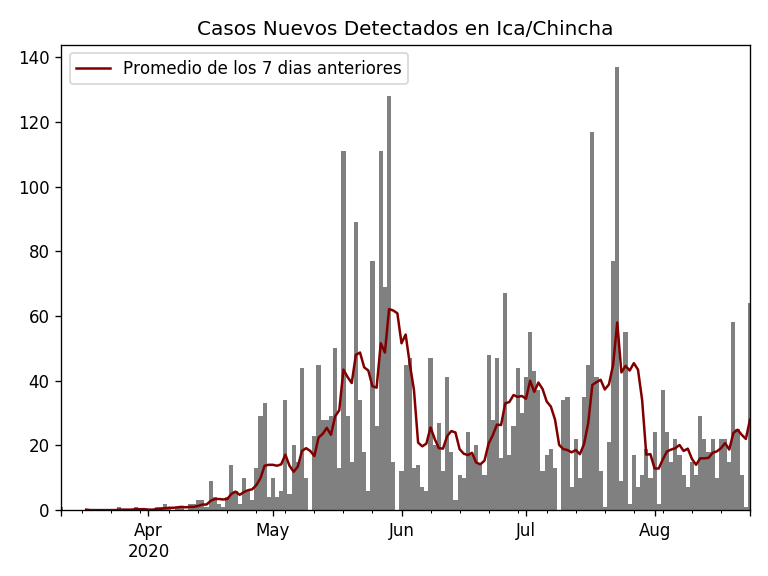 Casos Nuevos Detectados en Ica/Chincha
Promedio de los 7 dias anteriores
140
120
100
80
60
40
20
0
Apr
2020
May
Jun
Jul
Aug